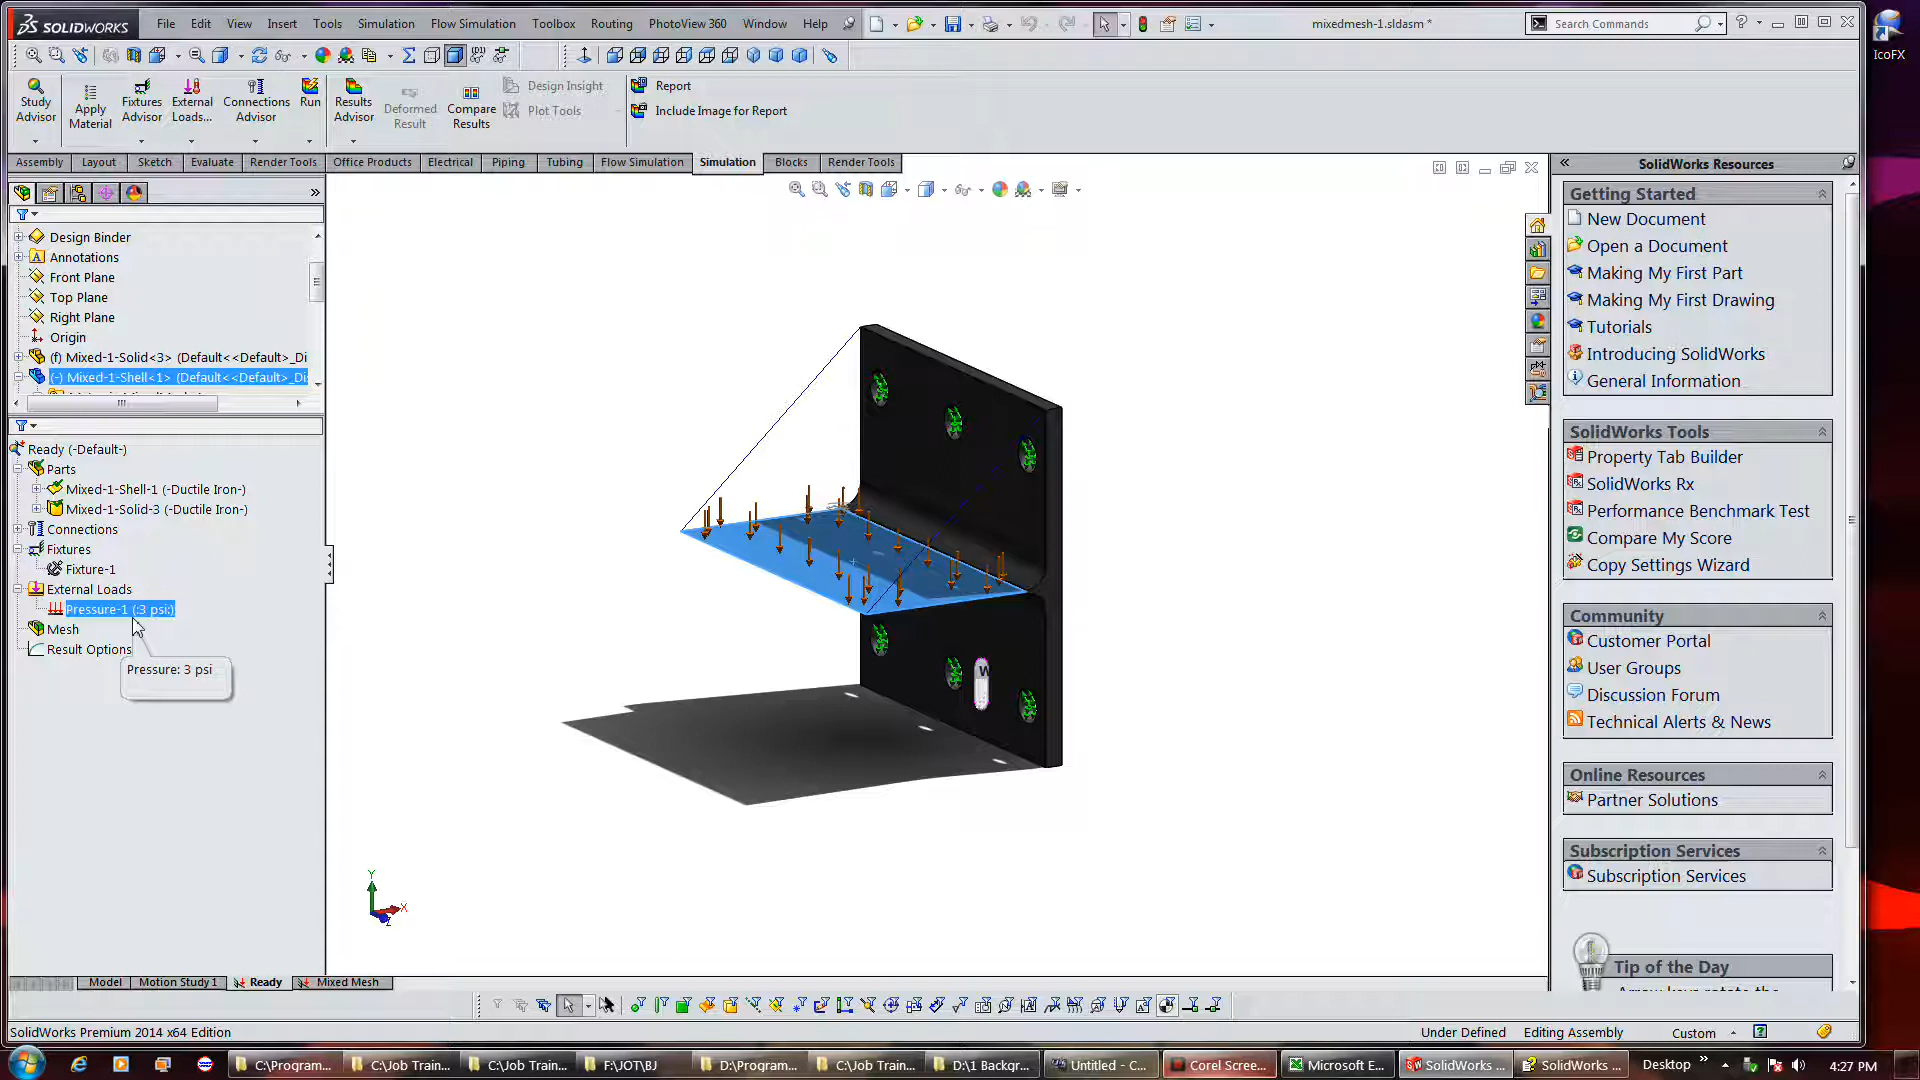 SOLIDWORKS File Edit View Insert Tools Simulation Flow Simulation Toolbox Routing PhotoView 360 Window Help mixedmesh-1.sldasm * Search Commands
IcoFX
Study Advisor
Apply Material
Fixtures Advisor
External Loads...
Connections Advisor
Run
Results Advisor
Deformed Result
Compare Results
Design Insight
Plot Tools
Report
Include Image for Report
Assembly Layout Sketch Evaluate Render Tools Office Products Electrical Piping Tubing Flow Simulation Simulation Blocks Render Tools
Design Binder
Annotations
Front Plane
Top Plane
Right Plane
Origin
(f) Mixed-1-Solid<3> (Default<<Default>_Di
(-) Mixed-1-Shell<1> (Default<<Default>_Di
Ready (-Default-)
Parts
Mixed-1-Shell-1 (-Ductile Iron-)
Mixed-1-Solid-3 (-Ductile Iron-)
Connections
Fixtures
Fixture-1
External Loads
Pressure-1 (:3 psi:)
Mesh
Result Options
Pressure: 3 psi
W
Y
X
Z
SolidWorks Resources
Getting Started
New Document
Open a Document
Making My First Part
Making My First Drawing
Tutorials
Introducing SolidWorks
General Information
SolidWorks Tools
Property Tab Builder
SolidWorks Rx
Performance Benchmark Test
Compare My Score
Copy Settings Wizard
Community
Customer Portal
User Groups
Discussion Forum
Technical Alerts & News
Online Resources
Partner Solutions
Subscription Services
Subscription Services
Tip of the Day
Model Motion Study 1 Ready Mixed Mesh
SolidWorks Premium 2014 x64 Edition
Under Defined Editing Assembly Custom
C:\Program... C:\Job Train... C:\Job Train... F:\JOT\BJ D:\Program... C:\Job Train... D:\1 Backgr... Untitled - C... Corel Scree... Microsoft E... SolidWorks ... SolidWorks ... Desktop 4:27 PM